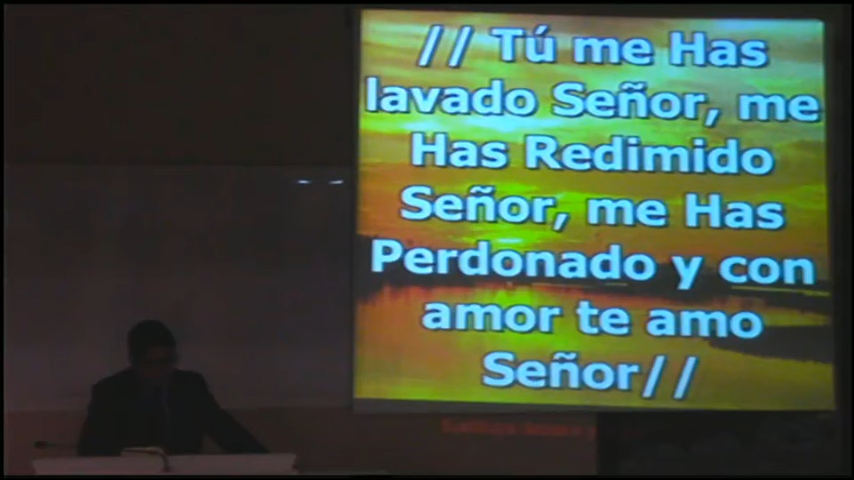 // Tú me Has
lavado Señor, me
Has Redimido
Señor, me Has
Perdonado y con
amor te amo
Señor//